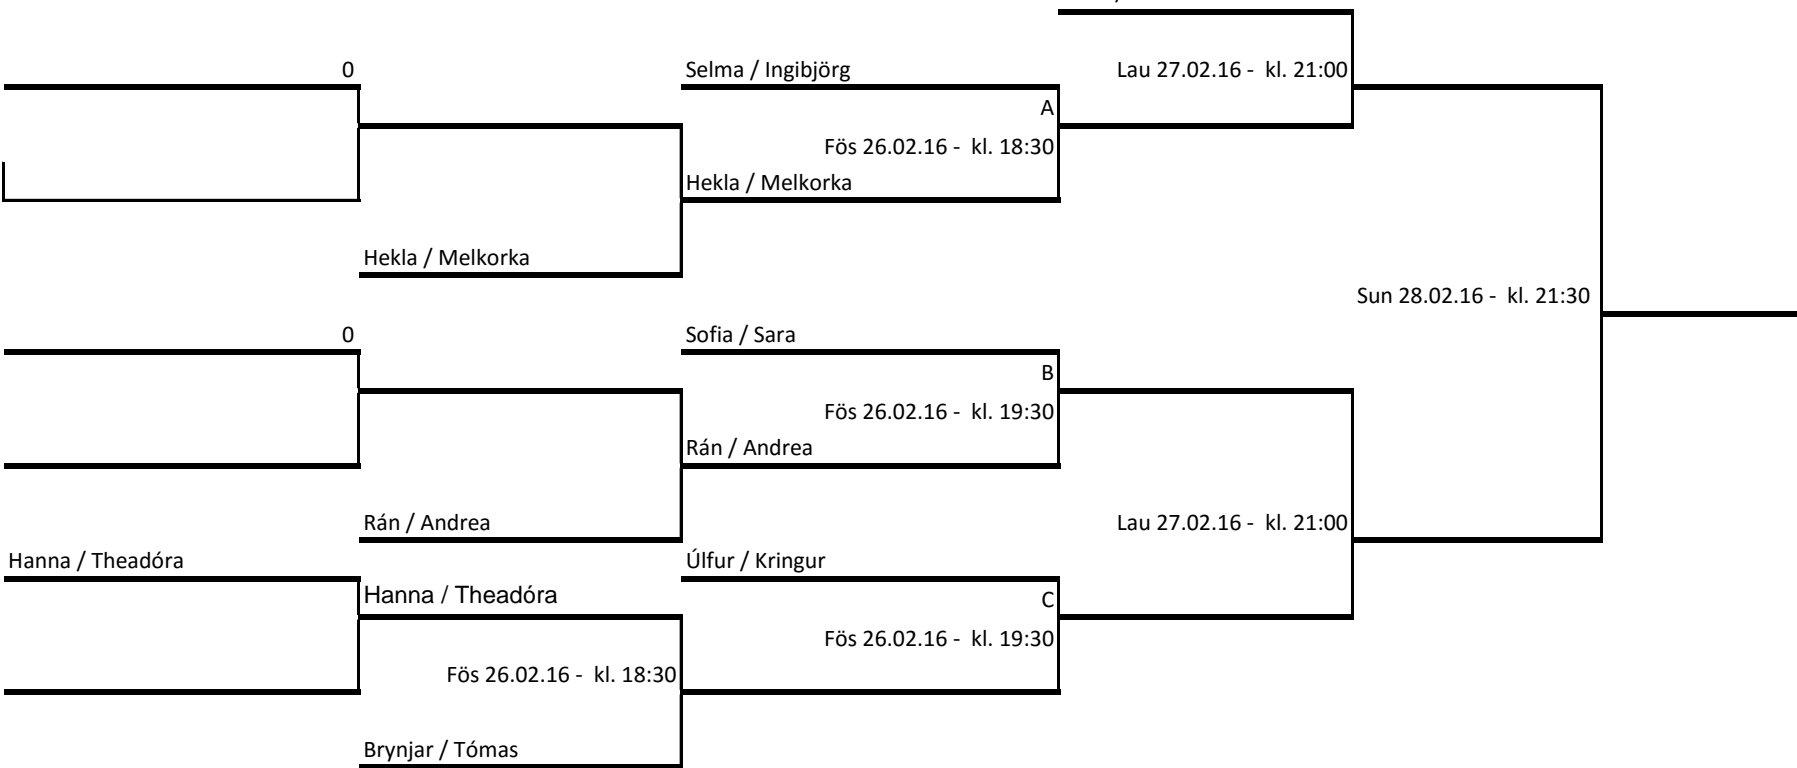 0
Selma / Ingibjörg
Lau 27.02.16 -  kl. 21:00
A
Fös 26.02.16 -  kl. 18:30
Hekla / Melkorka
Hekla / Melkorka
Sun 28.02.16 -  kl. 21:30
0
Sofia / Sara
B
Fös 26.02.16 -  kl. 19:30
Rán / Andrea
Rán / Andrea
Lau 27.02.16 -  kl. 21:00
Hanna / Theadóra
Úlfur / Kringur
Hanna / Theadóra
C
Fös 26.02.16 -  kl. 19:30
Fös 26.02.16 -  kl. 18:30
Brynjar / Tómas